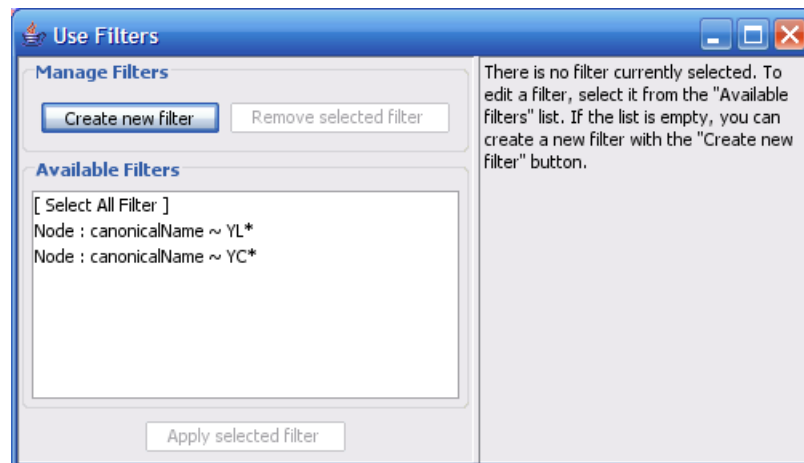 Use Filters
Manage Filters
Create new filter
Remove selected filter
Available Filters
[ Select All Filter ]
Node : canonicalName ~ YL*
Node : canonicalName ~ YC*
Apply selected filter
There is no filter currently selected. To
edit a filter, select it from the "Available
filters" list. If the list is empty, you can
create a new filter with the "Create new
filter" button.